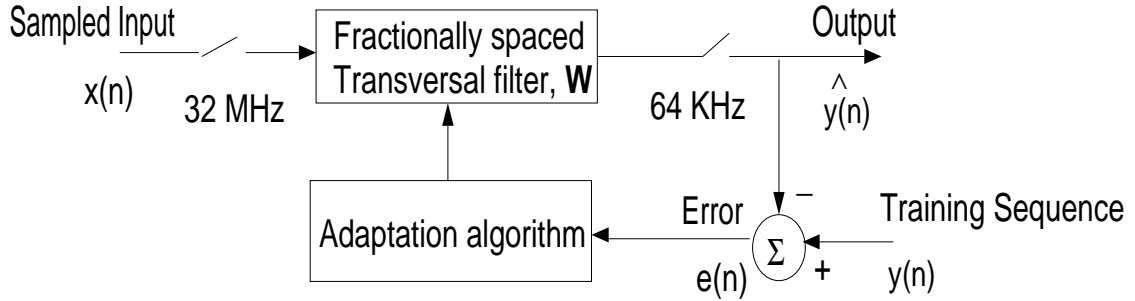 Sampled Input
x(n)
32 MHz
Fractionally spaced
Transversal filter, W
64 KHz
Output
^
y(n)
Adaptation algorithm
Error
e(n)
Σ
−
+
Training Sequence
y(n)